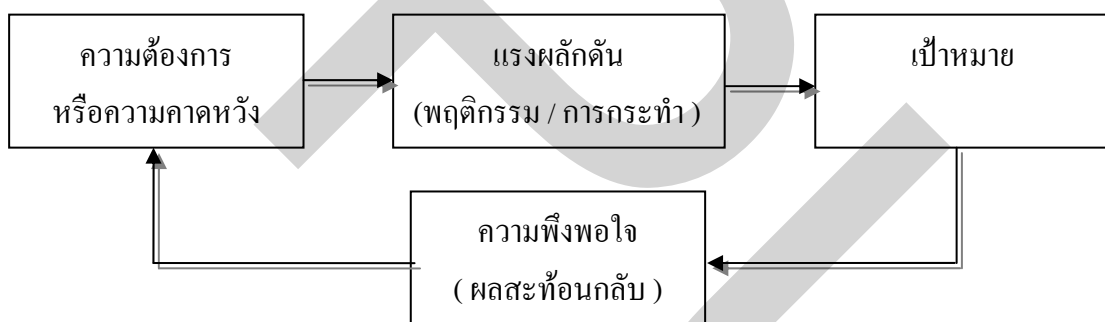 ความต้องการ
หรือความคาดหวัง
แรงผลักดัน
(พฤติกรรม / การกระทำ )
เป้าหมาย
ความพึงพอใจ
( ผลสะท้อนกลับ )